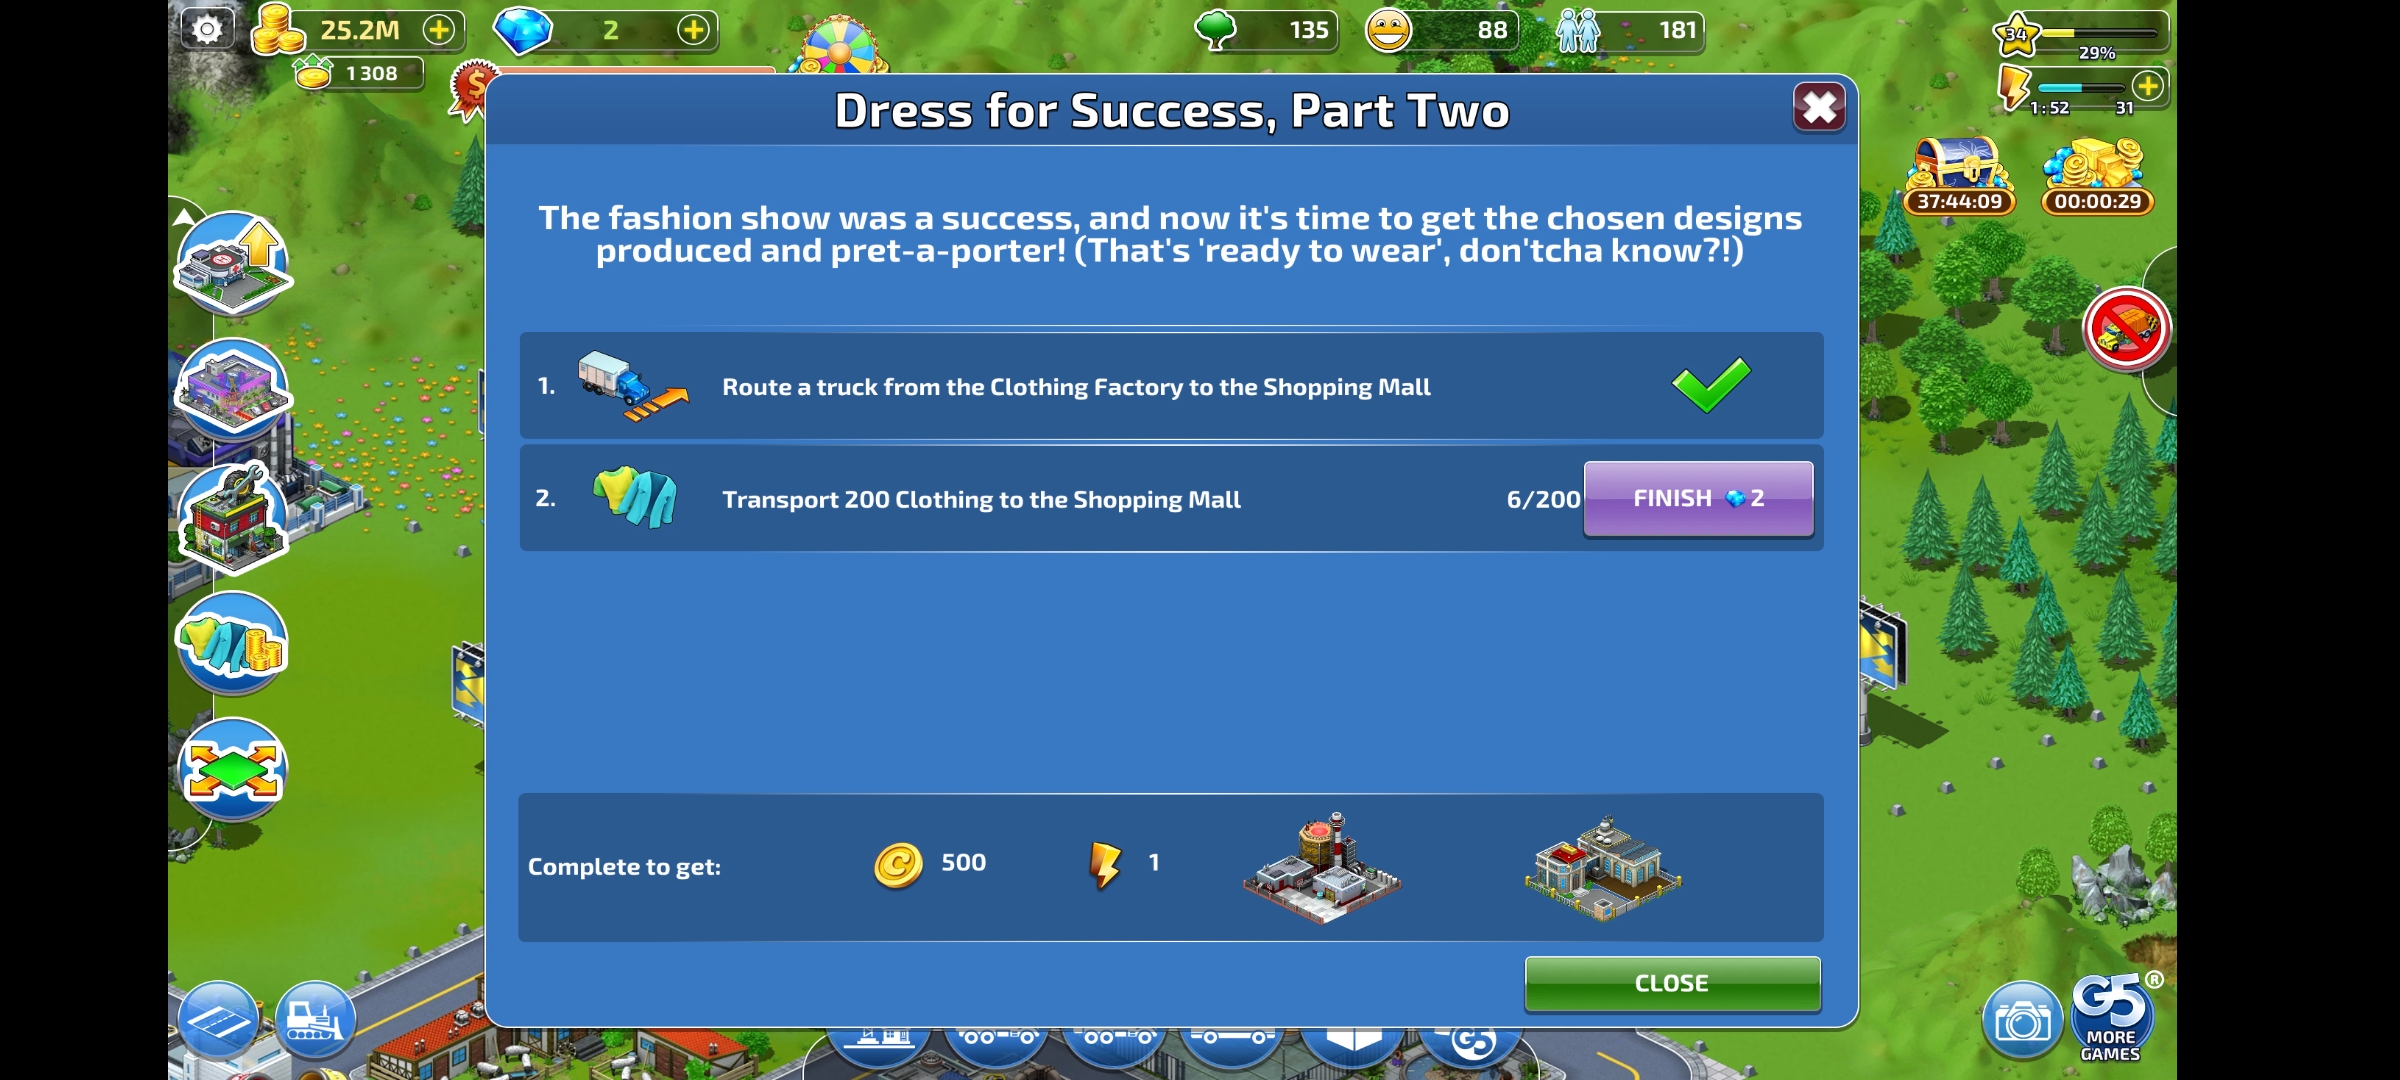 25.2M
2
135
88
181
34
29%
1308
1:52
31
Dress for Success, Part Two
37:44:09
00:00:29
The fashion show was a success, and now it's time to get the chosen designs
produced and pret-a-porter! (That's 'ready to wear', don'tcha know?!)
1.
Route a truck from the Clothing Factory to the Shopping Mall
2.
Transport 200 Clothing to the Shopping Mall
6/200
FINISH 2
Complete to get:
500
1
CLOSE
G5
G5®
MORE
GAMES